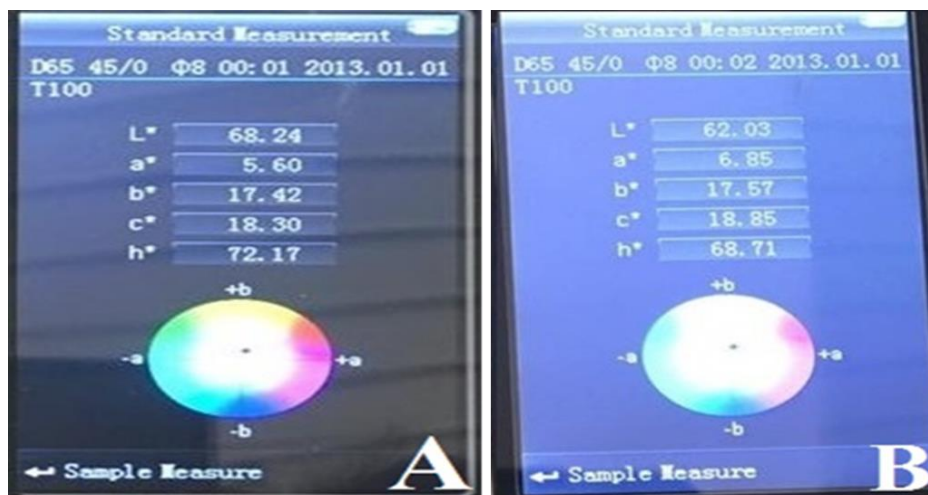 Standard Measurement
D65 45/0 Φ8 00:01 2013.01.01
T100
L* 68.24
a* 5.60
b* 17.42
c* 18.30
h* 72.17
+b
-a +a
-b
Sample Measure
A
Standard Measurement
D65 45/0 Φ8 00:02 2013.01.01
T100
L* 62.03
a* 6.85
b* 17.57
c* 18.85
h* 68.71
+b
-a +a
-b
Sample Measure
B